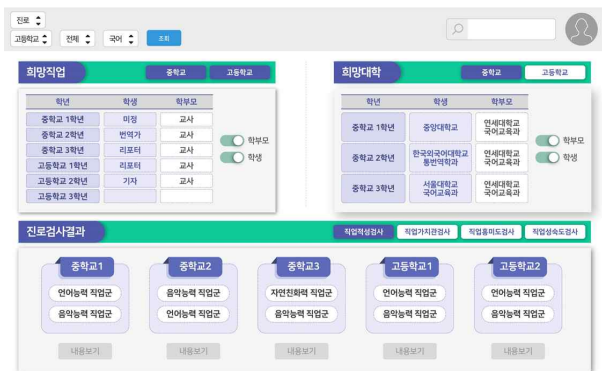 진로
고등학교 전체 국어 조회
희망직업 중학교 고등학교
학년 학생 학부모
중학교 1학년 미정 교사
중학교 2학년 번역가 교사
중학교 3학년 리포터 교사
고등학교 1학년 리포터 교사
고등학교 2학년 기자 교사
고등학교 3학년
학부모
학생
희망대학 중학교 고등학교
학년 학생 학부모
중학교 1학년 중앙대학교 연세대학교 국어교육과
중학교 2학년 한국외국어대학교 통번역학과 연세대학교 국어교육과
중학교 3학년 서울대학교 국어교육과 연세대학교 국어교육과
학부모
학생
진로검사결과 직업적성검사 직업가치관검사 직업흥미도검사 직업성숙도검사
중학교1 중학교2 중학교3 고등학교1 고등학교2
언어능력 직업군 음악능력 직업군 자연친화력 직업군 언어능력 직업군 언어능력 직업군
음악능력 직업군 언어능력 직업군 음악능력 직업군 음악능력 직업군 음악능력 직업군
내용보기 내용보기 내용보기 내용보기 내용보기